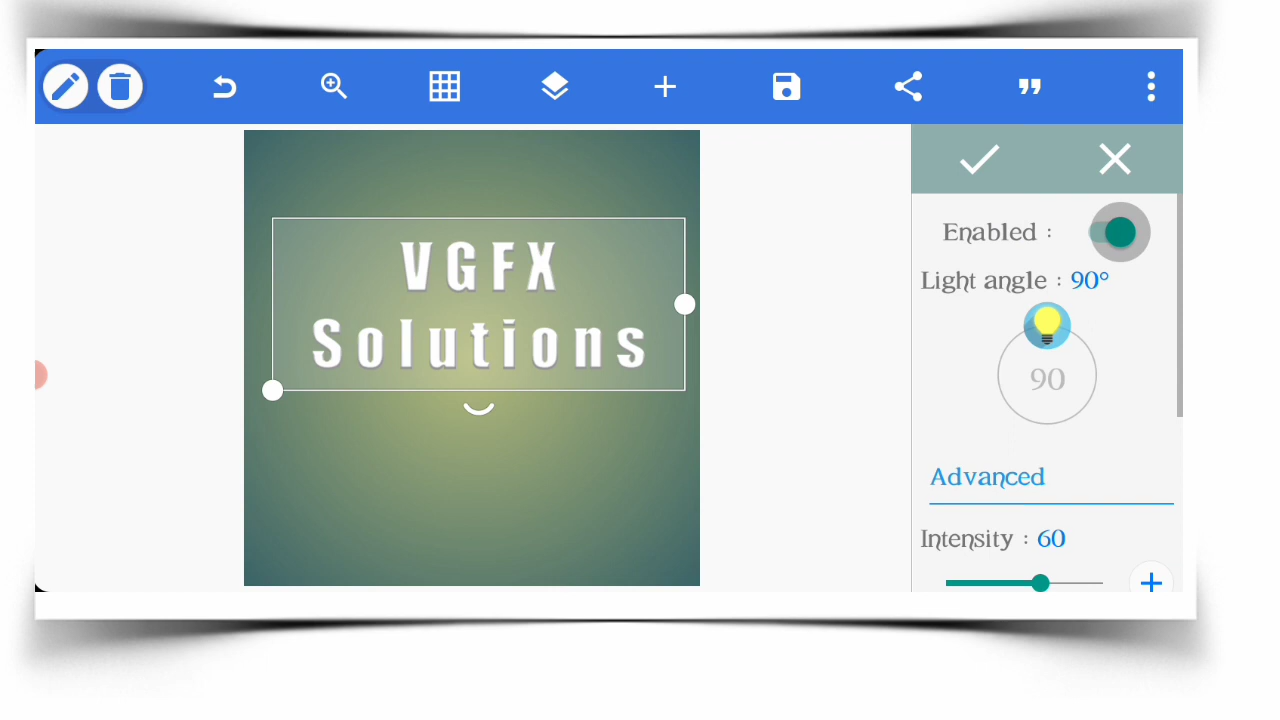 VGFX
Solutions
Enabled :
Light angle : 90°
90
Advanced
Intensity : 60